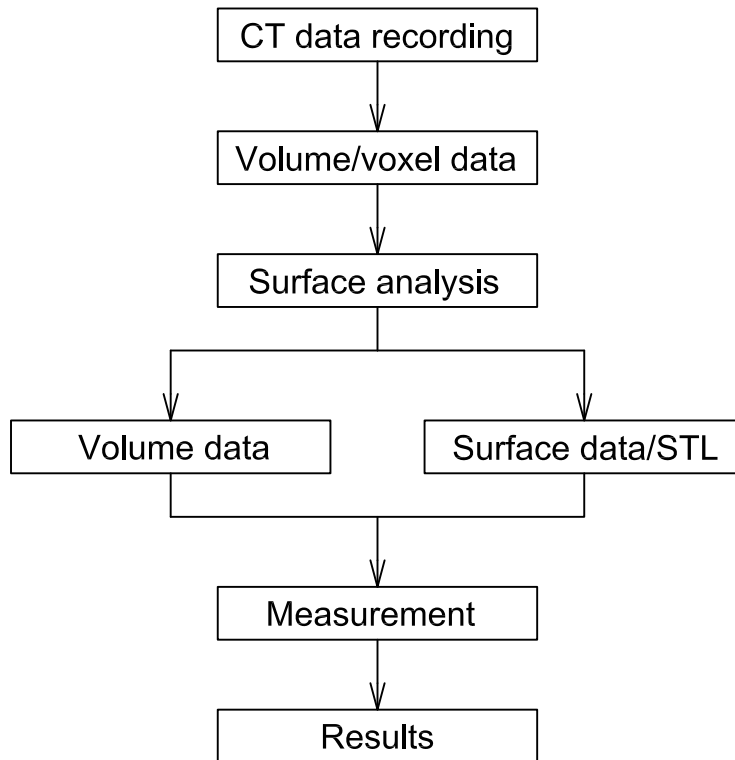 CT data recording
Volume/voxel data
Surface analysis
Volume data
Surface data/STL
Measurement
Results